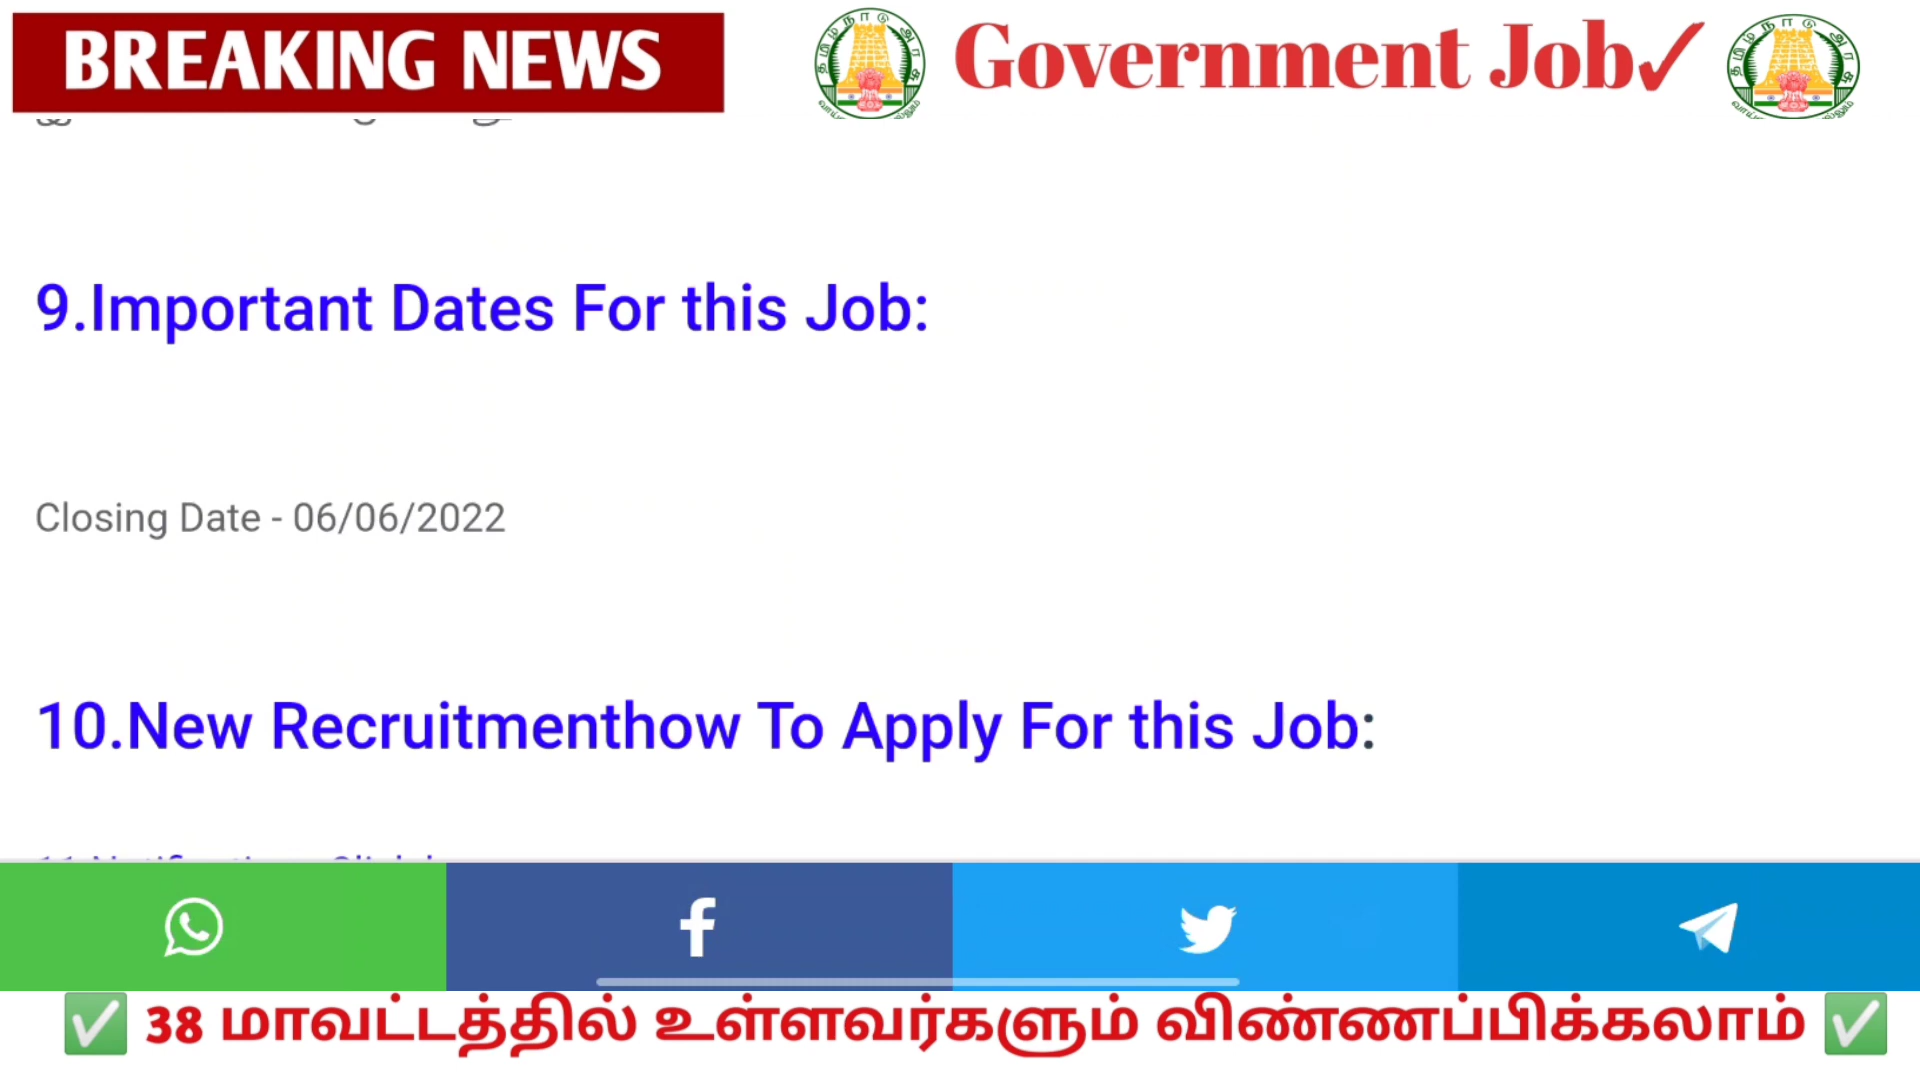 BREAKING NEWS
Government Job✓
9.Important Dates For this Job:
Closing Date - 06/06/2022
10.New Recruitmenthow To Apply For this Job:
✅ 38 மாவட்டத்தில் உள்ளவர்களும் விண்ணப்பிக்கலாம் ✅